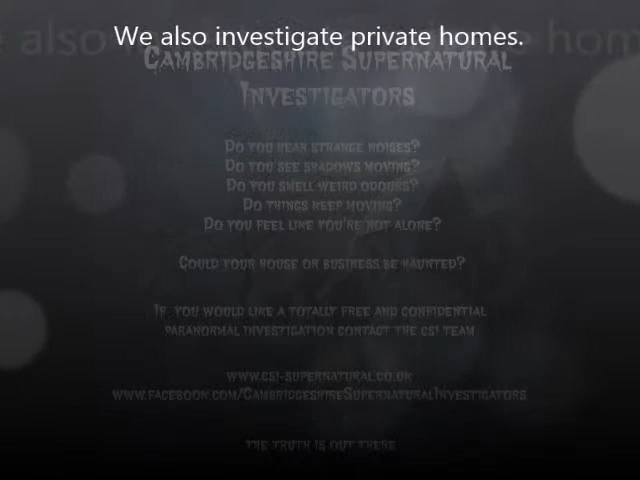 We also investigate private homes.
Cambridgeshire Supernatural
Investigators
Do you hear strange noises?
Do you see shadows moving?
Do you smell weird odours?
Do things keep moving?
Do you feel like you're not alone?
Could your house or business be haunted?
If you would like a totally free and confidential
paranormal investigation contact the CSI team
www.csi-supernatural.co.uk
www.facebook.com/CambridgeshireSupernaturalInvestigators
the truth is out there